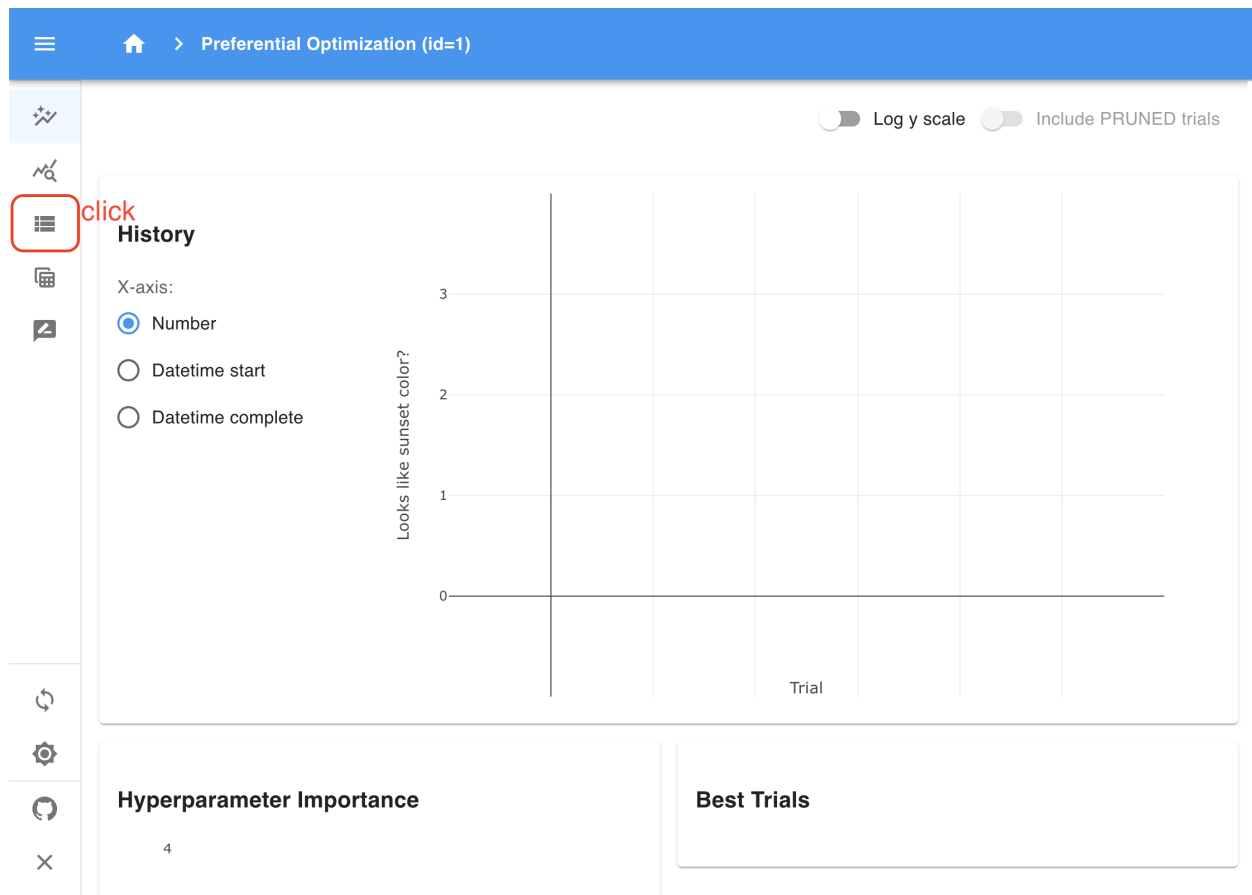 Preferential Optimization (id=1)
Log y scale
Include PRUNED trials
click
History
X-axis:
Number
Datetime start
Datetime complete
Looks like sunset color?
3
2
1
0
Trial
Hyperparameter Importance
4
Best Trials